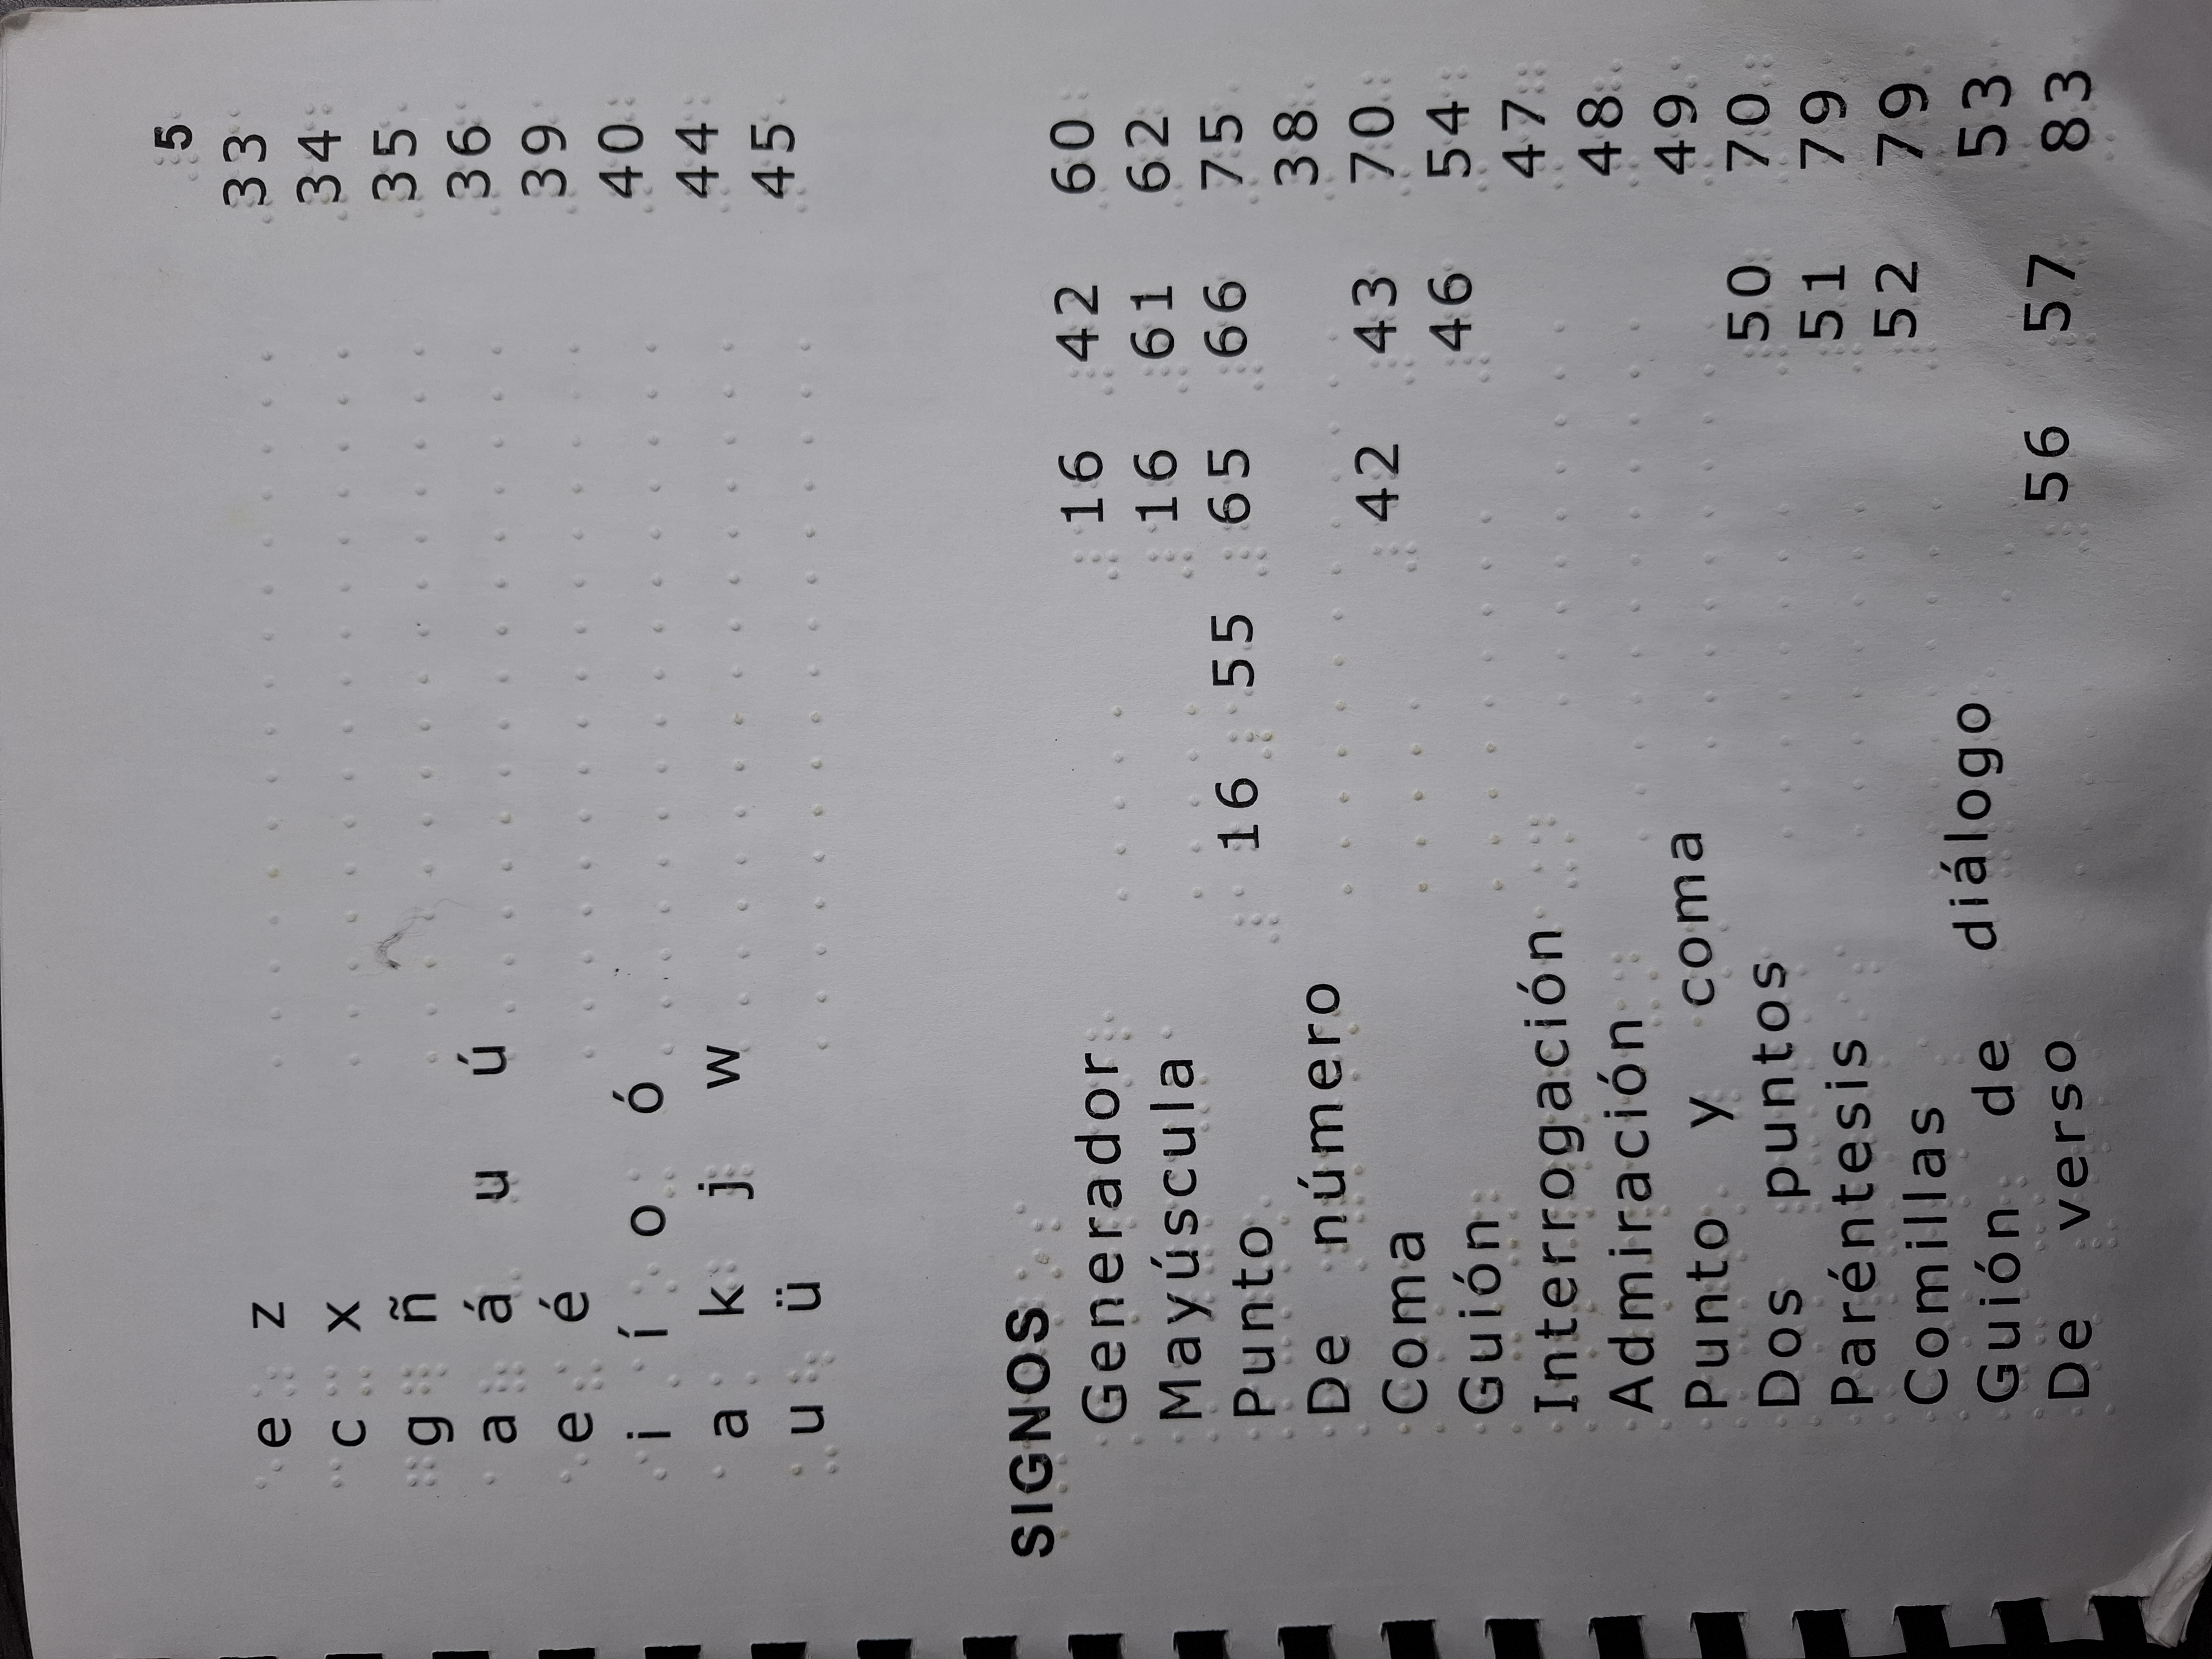 5
e z 33
c x 34
g ñ 35
a á u ú 36
e é 39
i í o ó 40
a k j w 44
u ü 45
SIGNOS
Generador 16 42 60
Mayúscula 16 61 62
Punto 16 55 65 66 75
De número 38
Coma 42 43 70
Guión 46 54
Interrogación 47
Admiración 48
Punto y coma 49
Dos puntos 50 70
Paréntesis 51 79
Comillas 52 79
Guión de diálogo 53
De verso 56 57 83